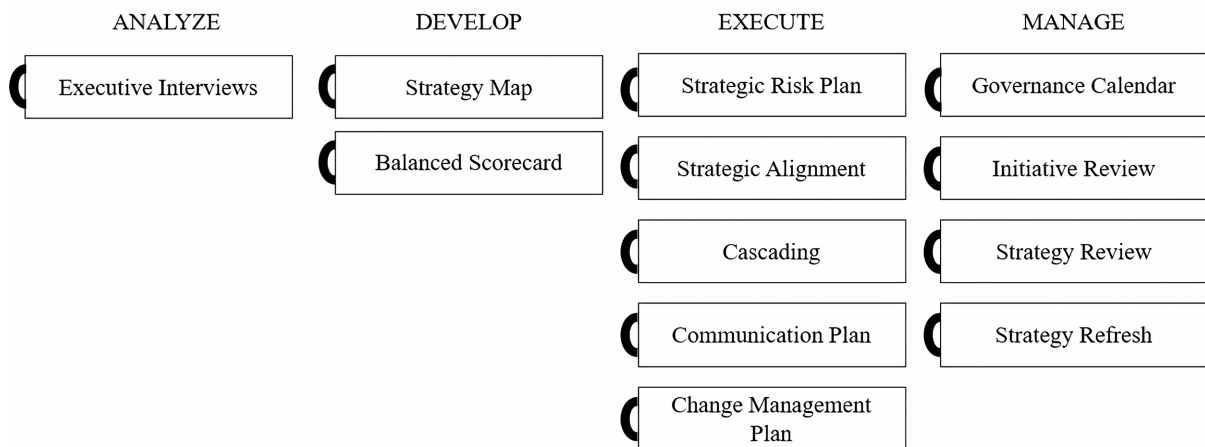 ANALYZE
Executive Interviews
DEVELOP
Strategy Map
Balanced Scorecard
EXECUTE
Strategic Risk Plan
Strategic Alignment
Cascading
Communication Plan
Change Management
Plan
MANAGE
Governance Calendar
Initiative Review
Strategy Review
Strategy Refresh